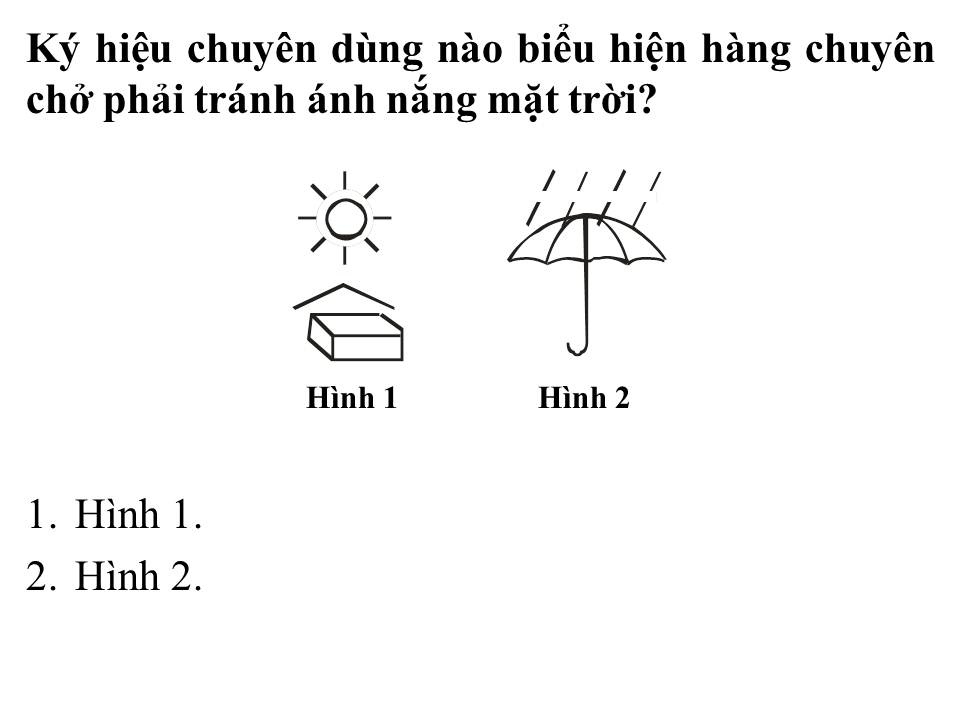 Ký hiệu chuyên dùng nào biểu hiện hàng chuyên
chở phải tránh ánh nắng mặt trời?
Hình 1
Hình 2
1. Hình 1.
2. Hình 2.